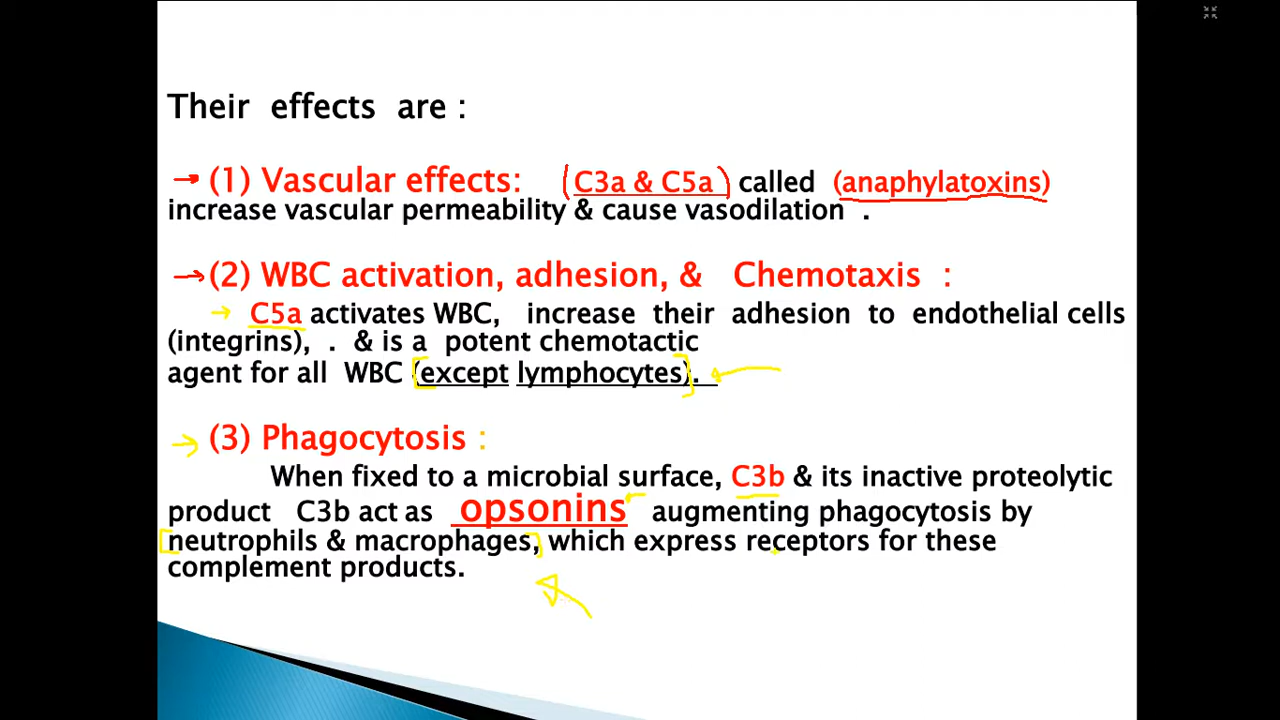 Their effects are :
(1) Vascular effects: (C3a & C5a) called (anaphylatoxins)
increase vascular permeability & cause vasodilation .
(2) WBC activation, adhesion, & Chemotaxis :
C5a activates WBC, increase their adhesion to endothelial cells
(integrins), . & is a potent chemotactic
agent for all WBC (except lymphocytes).
(3) Phagocytosis :
When fixed to a microbial surface, C3b & its inactive proteolytic
product C3b act as opsonins augmenting phagocytosis by
neutrophils & macrophages, which express receptors for these
complement products.